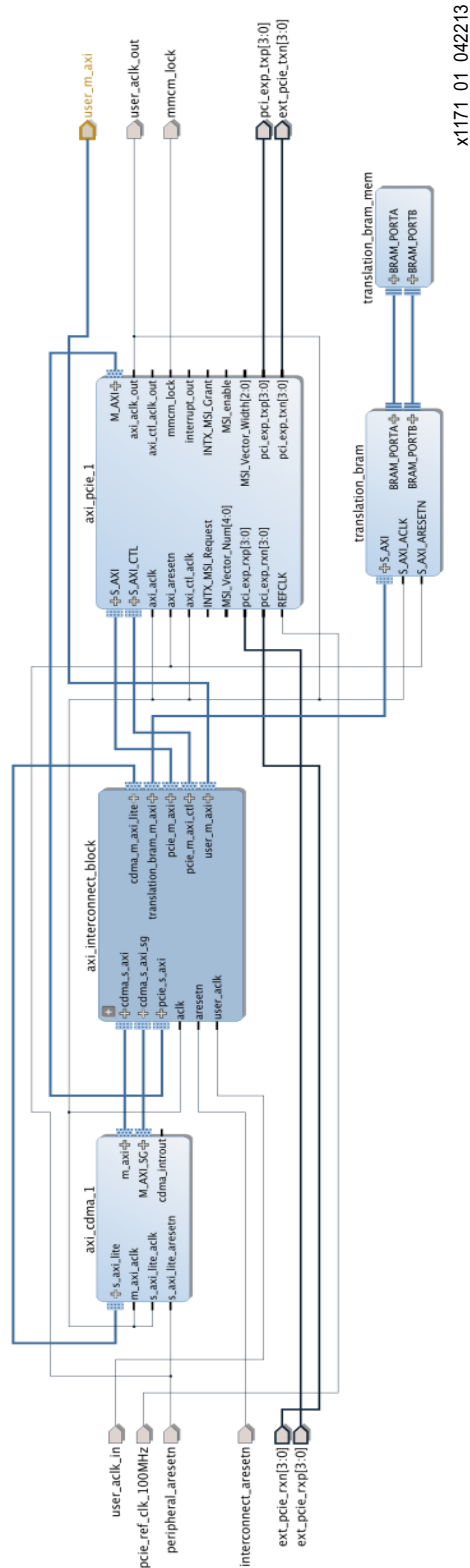 user_aclk_in
pcie_ref_clk_100MHz
peripheral_aresetn
interconnect_aresetn
ext_pcie_rxn[3:0]
ext_pcie_rxp[3:0]
axi_cdma_1
s_axi_lite
m_axi_aclk
s_axi_lite_aclk
s_axi_lite_aresetn
m_axi
M_AXI_SG
cdma_introut
axi_interconnect_block
cdma_s_axi
cdma_s_axi_sg
pcie_s_axi
aclk
aresetn
user_aclk
cdma_m_axi_lite
translation_bram_m_axi
pcie_m_axi
pcie_m_axi_ctl
user_m_axi
axi_pcie_1
S_AXI
S_AXI_CTL
axi_aclk
axi_aresetn
axi_ctl_aclk
INTX_MSI_Request
MSI_Vector_Num[4:0]
pci_exp_rxp[3:0]
pci_exp_rxn[3:0]
REFCLK
M_AXI
axi_aclk_out
axi_ctl_aclk_out
mmcm_lock
interrupt_out
INTX_MSI_Grant
MSI_enable
MSI_Vector_Width[2:0]
pci_exp_txp[3:0]
pci_exp_txn[3:0]
translation_bram
S_AXI
S_AXI_ACLK
S_AXI_ARESETN
BRAM_PORTA
BRAM_PORTB
translation_bram_mem
BRAM_PORTA
BRAM_PORTB
user_m_axi
user_aclk_out
mmcm_lock
pci_exp_txp[3:0]
ext_pcie_txn[3:0]
x1171_01_042213